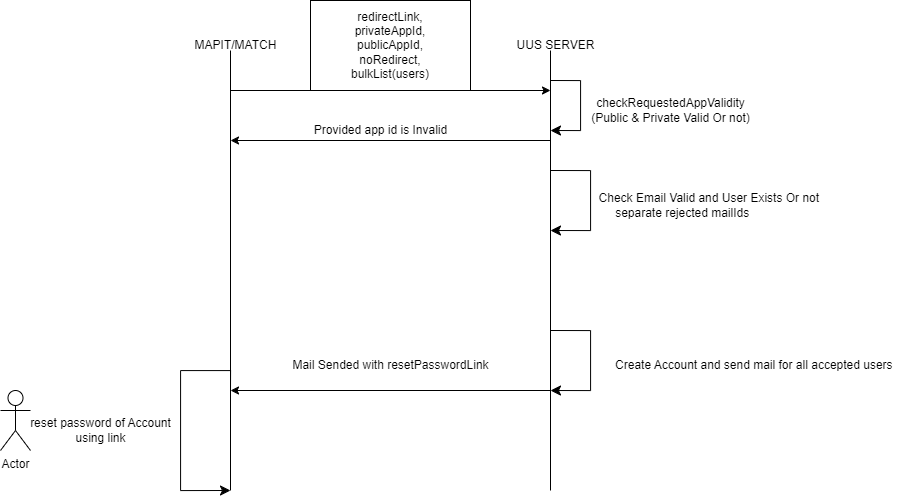 redirectLink,
privateAppId,
publicAppId,
noRedirect,
bulkList(users)
MAPIT/MATCH
UUS SERVER
checkRequestedAppValidity
(Public & Private Valid Or not)
Provided app id is Invalid
Check Email Valid and User Exists Or not
separate rejected mailIds
Mail Sended with resetPasswordLink
Create Account and send mail for all accepted users
reset password of Account
using link
Actor